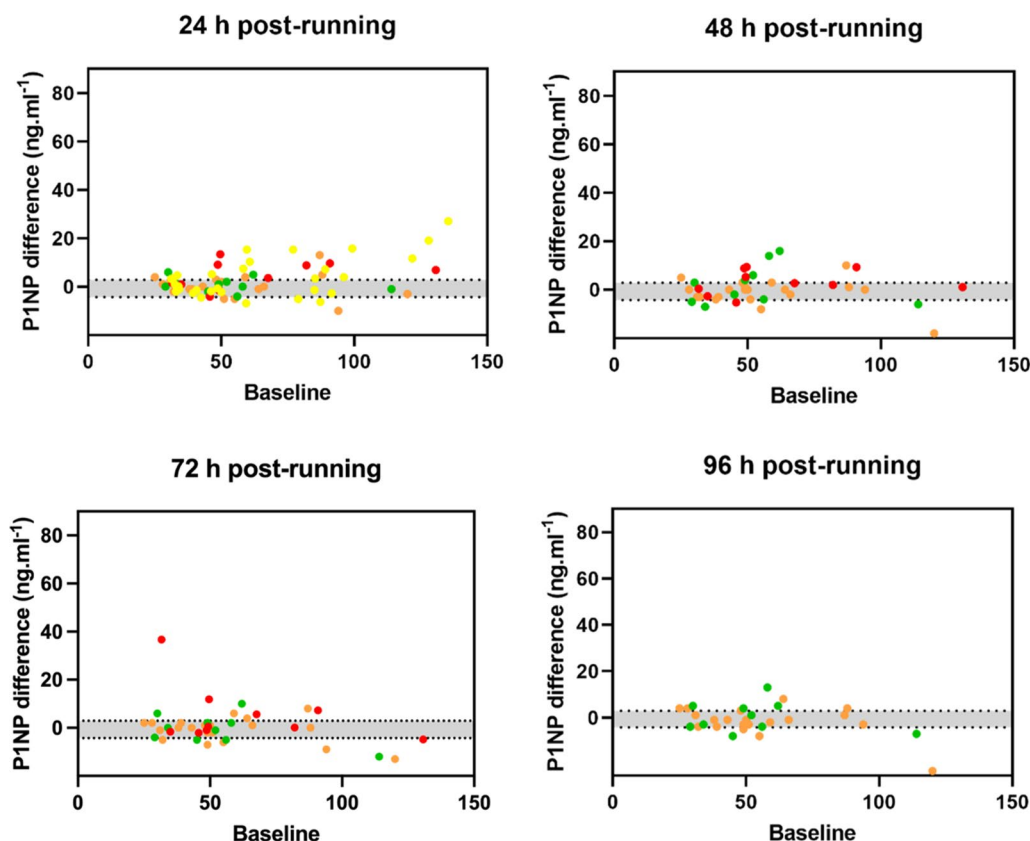 24 h post-running
P1NP difference (ng.ml⁻¹)
80
60
40
20
0
0 50 100 150
Baseline
48 h post-running
P1NP difference (ng.ml⁻¹)
80
60
40
20
0
0 50 100 150
Baseline
72 h post-running
P1NP difference (ng.ml⁻¹)
80
60
40
20
0
0 50 100 150
Baseline
96 h post-running
P1NP difference (ng.ml⁻¹)
80
60
40
20
0
0 50 100 150
Baseline